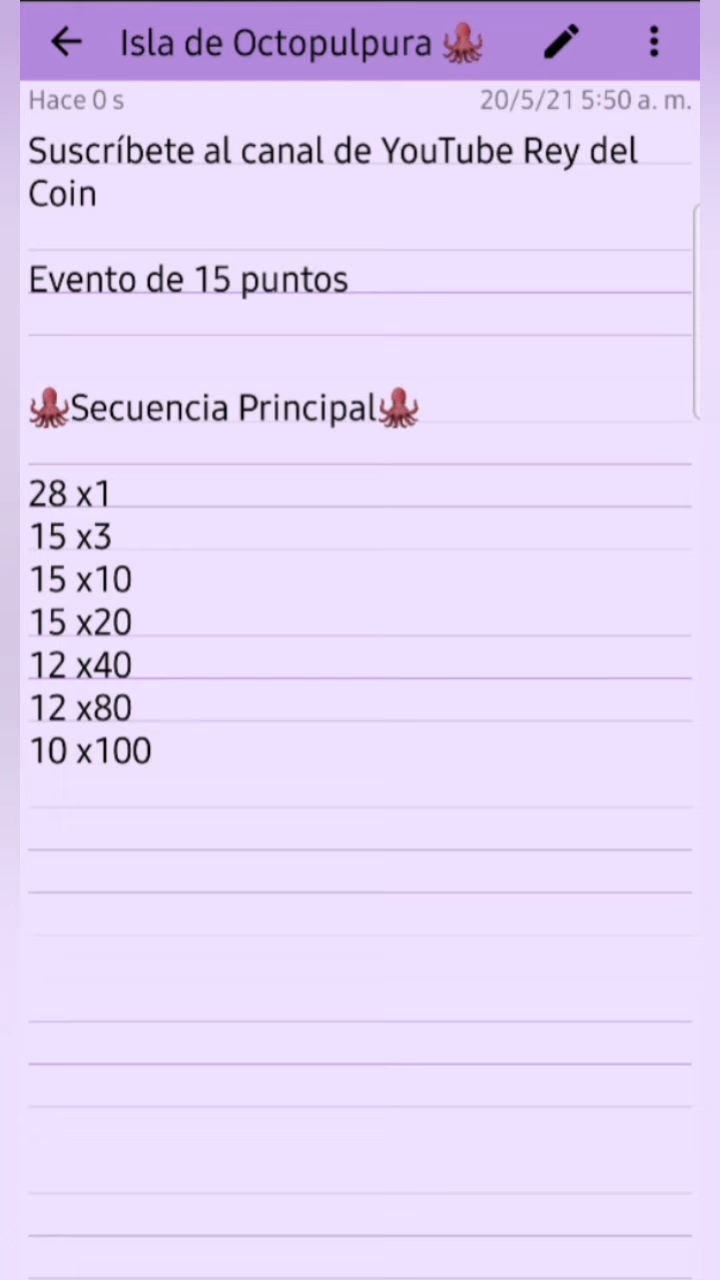 Isla de Octopulpura 🐙
Hace 0 s 20/5/21 5:50 a. m.
Suscríbete al canal de YouTube Rey del
Coin
Evento de 15 puntos
🐙Secuencia Principal🐙
28 x1
15 x3
15 x10
15 x20
12 x40
12 x80
10 x100